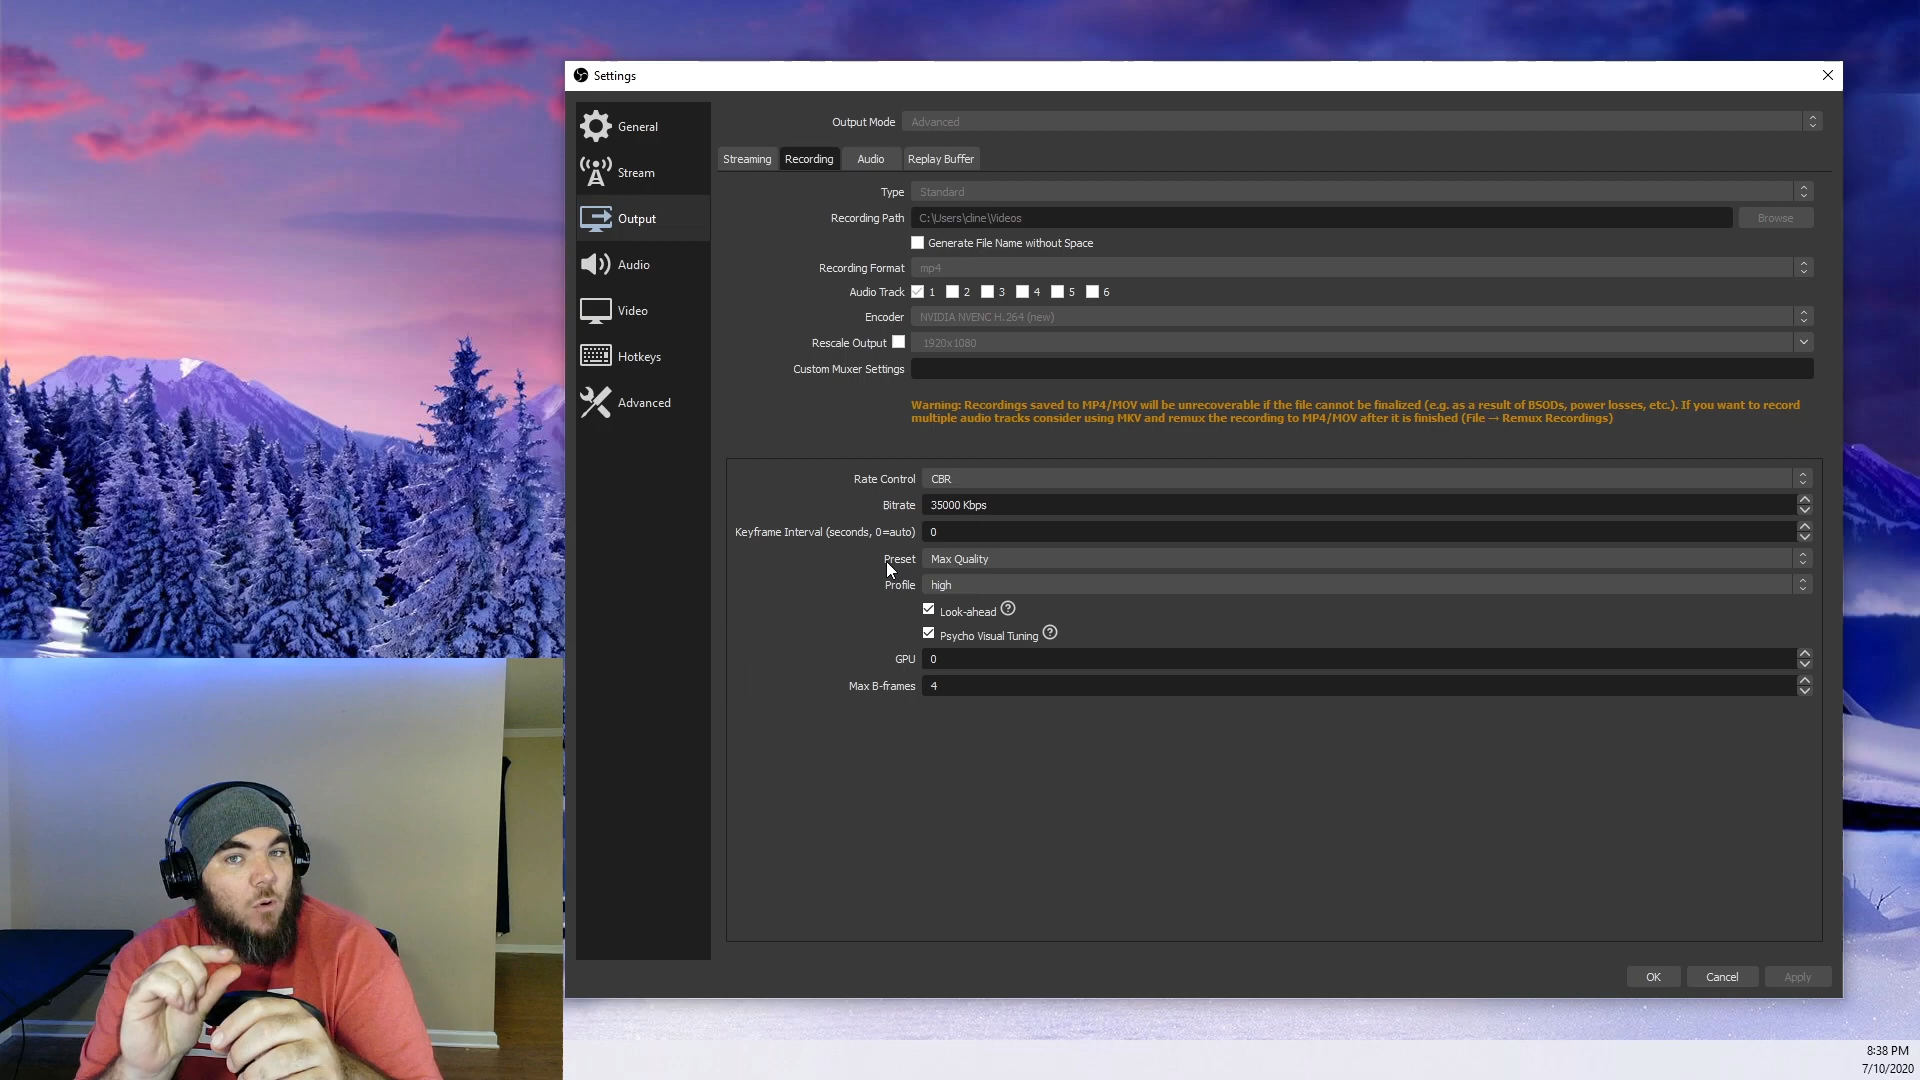 Settings
General
Stream
Output
Audio
Video
Hotkeys
Advanced
Output Mode Advanced
Streaming Recording Audio Replay Buffer
Type Standard
Recording Path C:\Users\cline\Videos Browse
Generate File Name without Space
Recording Format mp4
Audio Track 1 2 3 4 5 6
Encoder NVIDIA NVENC H.264 (new)
Rescale Output 1920x1080
Custom Muxer Settings
Warning: Recordings saved to MP4/MOV will be unrecoverable if the file cannot be finalized (e.g. as a result of BSODs, power losses, etc.). If you want to record
multiple audio tracks consider using MKV and remux the recording to MP4/MOV after it is finished (File → Remux Recordings)
Rate Control CBR
Bitrate 35000 Kbps
Keyframe Interval (seconds, 0=auto) 0
Preset Max Quality
Profile high
Look-ahead ?
Psycho Visual Tuning ?
GPU 0
Max B-frames 4
OK Cancel Apply
8:38 PM
7/10/2020